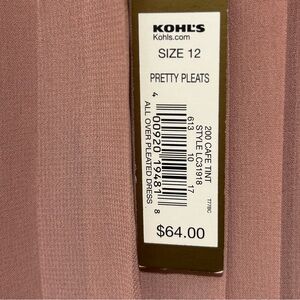 KOHL'S
Kohls.com
SIZE 12
PRETTY PLEATS
200 CAFE TINT
STYLE LC31918
613 10 17
4 00920 19481 8
ALL OVER PLEATED DRESS
$64.00